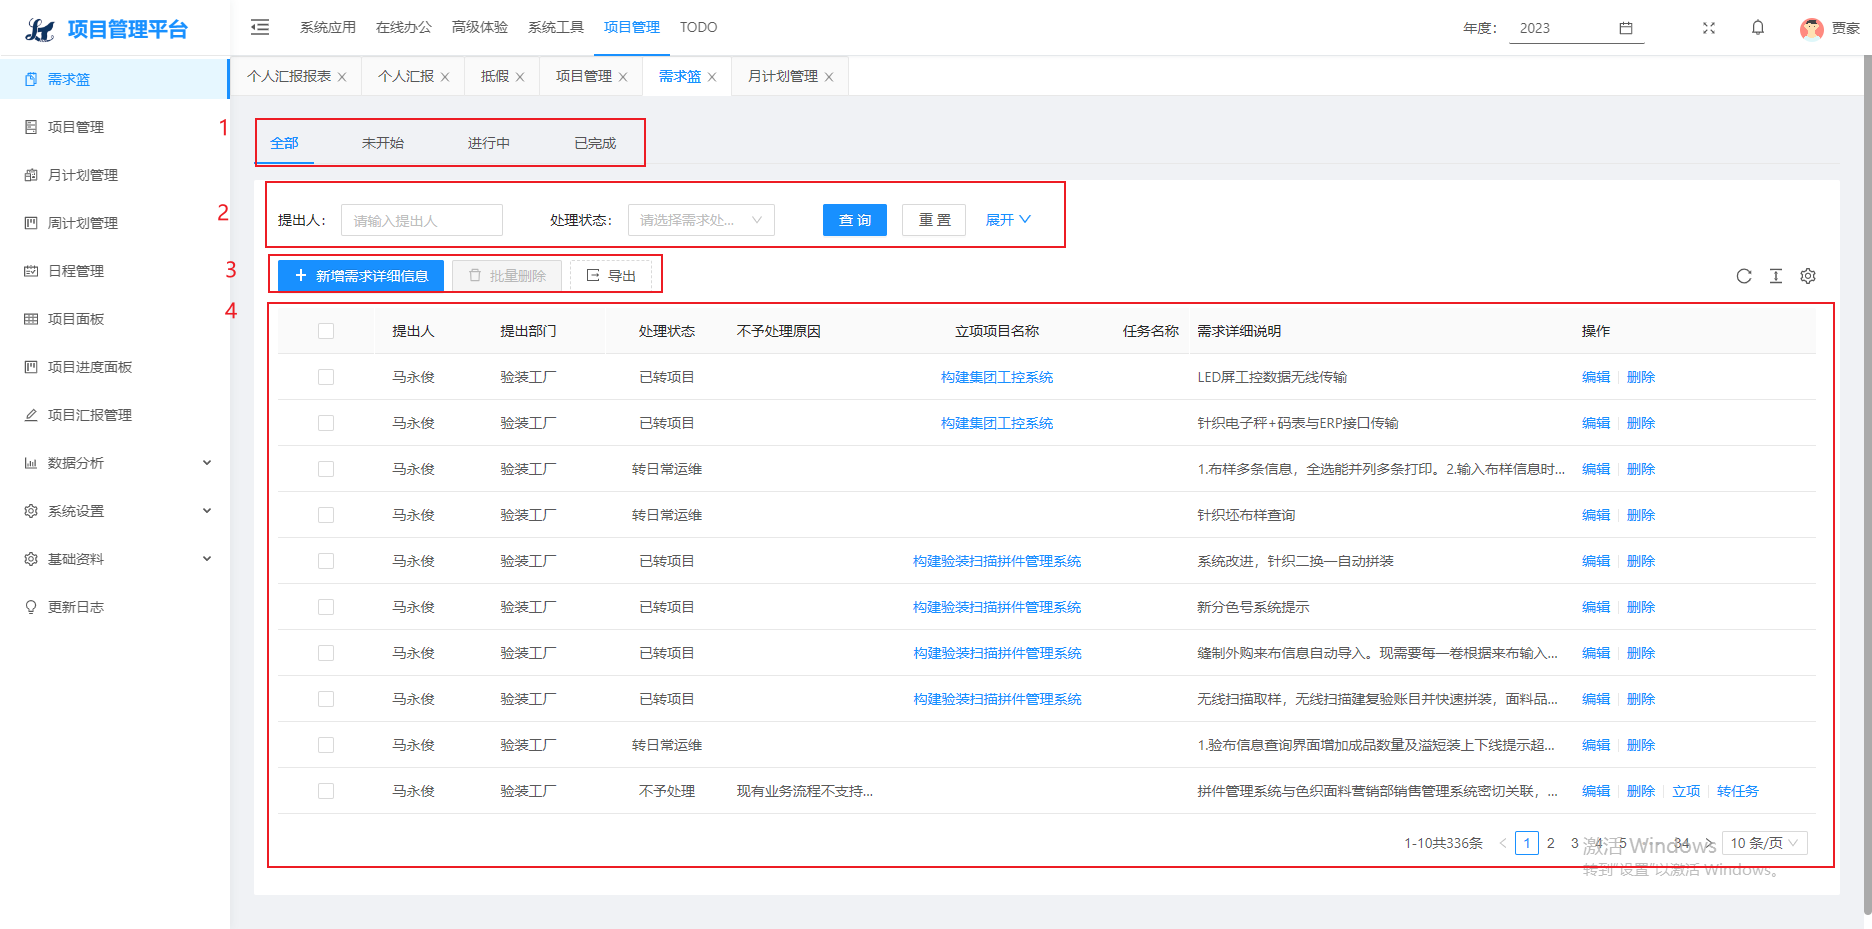 项目管理平台
系统应用 在线办公 高级体验 系统工具 项目管理 TODO
年度： 2023
贾豪
需求篮
项目管理
月计划管理
周计划管理
日程管理
项目面板
项目进度面板
项目汇报管理
数据分析
系统设置
基础资料
更新日志
个人汇报报表 个人汇报 抵假 项目管理 需求篮 月计划管理
1
全部 未开始 进行中 已完成
2
提出人： 请输入提出人 处理状态： 请选择需求处... 查 询 重 置 展开
3
新增需求详细信息 批量删除 导出
4
提出人 提出部门 处理状态 不予处理原因 立项项目名称 任务名称 需求详细说明 操作
马永俊 验装工厂 已转项目 构建集团工控系统 LED屏工控数据无线传输 编辑 删除
马永俊 验装工厂 已转项目 构建集团工控系统 针织电子秤+码表与ERP接口传输 编辑 删除
马永俊 验装工厂 转日常运维 1.布样多条信息，全选能并列多条打印。2.输入布样信息时... 编辑 删除
马永俊 验装工厂 转日常运维 针织坯布样查询 编辑 删除
马永俊 验装工厂 已转项目 构建验装扫描拼件管理系统 系统改进，针织二换一自动拼装 编辑 删除
马永俊 验装工厂 已转项目 构建验装扫描拼件管理系统 新分色号系统提示 编辑 删除
马永俊 验装工厂 已转项目 构建验装扫描拼件管理系统 缝制外购来布信息自动导入。现需要每一卷根据来布输入... 编辑 删除
马永俊 验装工厂 已转项目 构建验装扫描拼件管理系统 无线扫描取样，无线扫描建复验账目并快速拼装，面料品... 编辑 删除
马永俊 验装工厂 转日常运维 1.验布信息查询界面增加成品数量及溢短装上下线提示超... 编辑 删除
马永俊 验装工厂 不予处理 现有业务流程不支持... 拼件管理系统与色织面料营销部销售管理系统密切关联，... 编辑 删除 立项 转任务
1-10共336条 < 1 2 3 4 5 34 > 10 条/页
激活 Windows
转到"设置"以激活 Windows。